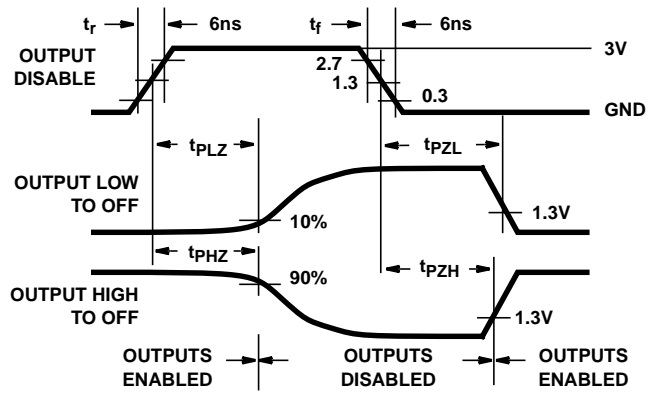 tr
6ns
tf
6ns
OUTPUT
DISABLE
2.7
1.3
0.3
3V
GND
tPLZ
tPZL
OUTPUT LOW
TO OFF
10%
1.3V
tPHZ
tPZH
OUTPUT HIGH
TO OFF
90%
1.3V
OUTPUTS
ENABLED
OUTPUTS
DISABLED
OUTPUTS
ENABLED